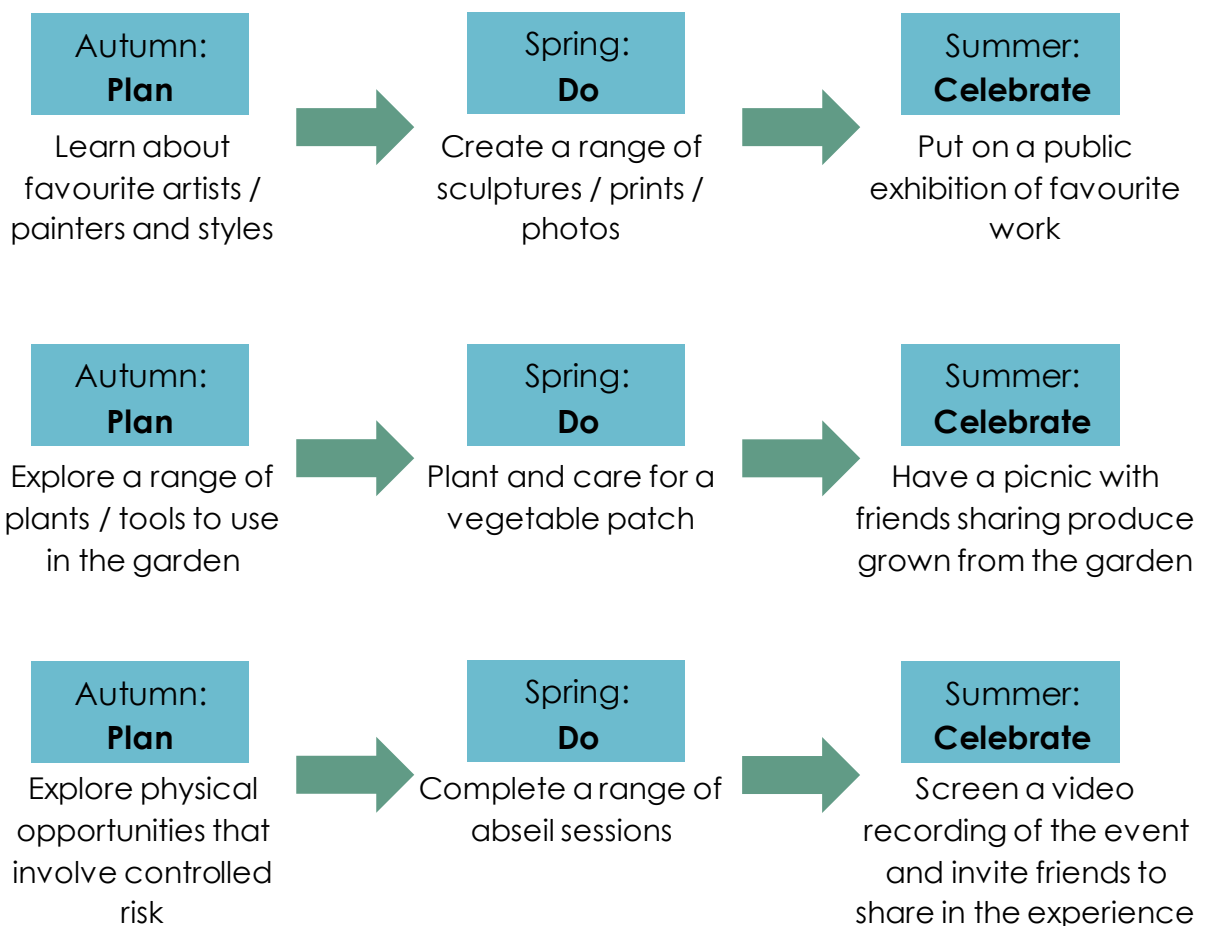 Autumn:
Plan
Learn about
favourite artists /
painters and styles
Spring:
Do
Create a range of
sculptures / prints /
photos
Summer:
Celebrate
Put on a public
exhibition of favourite
work
Autumn:
Plan
Explore a range of
plants / tools to use
in the garden
Spring:
Do
Plant and care for a
vegetable patch
Summer:
Celebrate
Have a picnic with
friends sharing produce
grown from the garden
Autumn:
Plan
Explore physical
opportunities that
involve controlled
risk
Spring:
Do
Complete a range of
abseil sessions
Summer:
Celebrate
Screen a video
recording of the event
and invite friends to
share in the experience